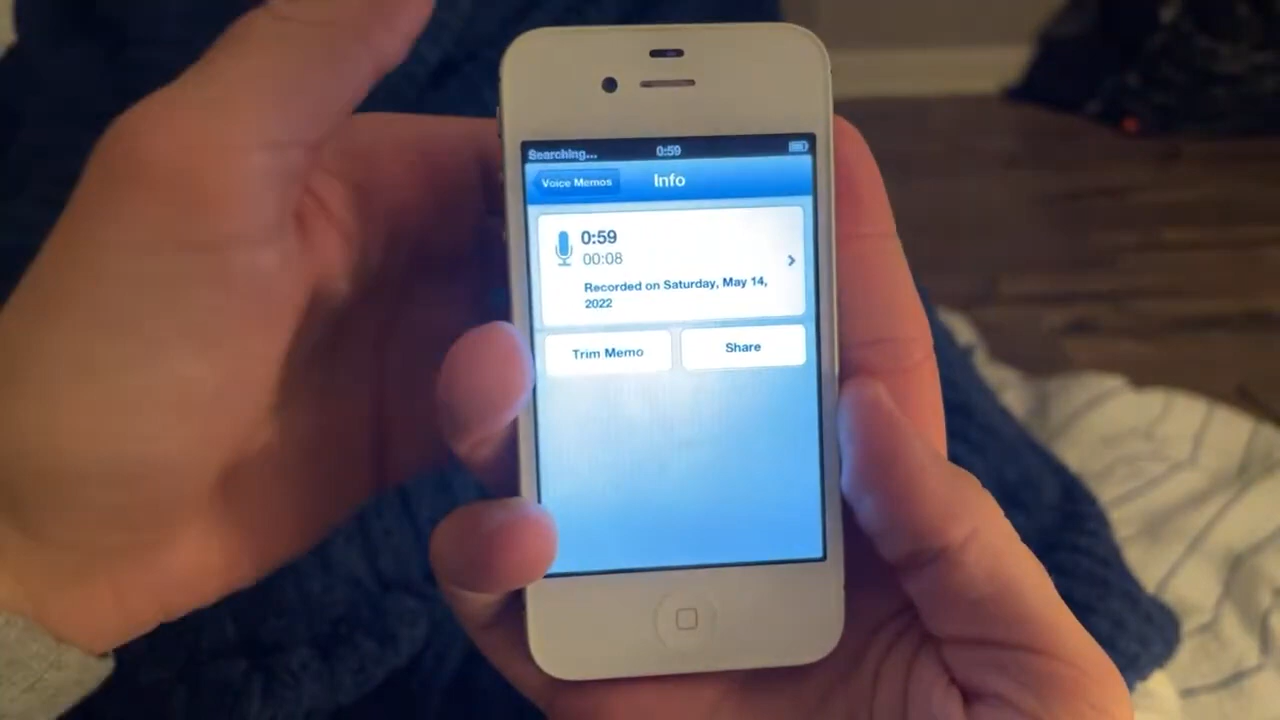 Searching... 0:59
Voice Memos Info
0:59
00:08
Recorded on Saturday, May 14,
2022
Trim Memo Share